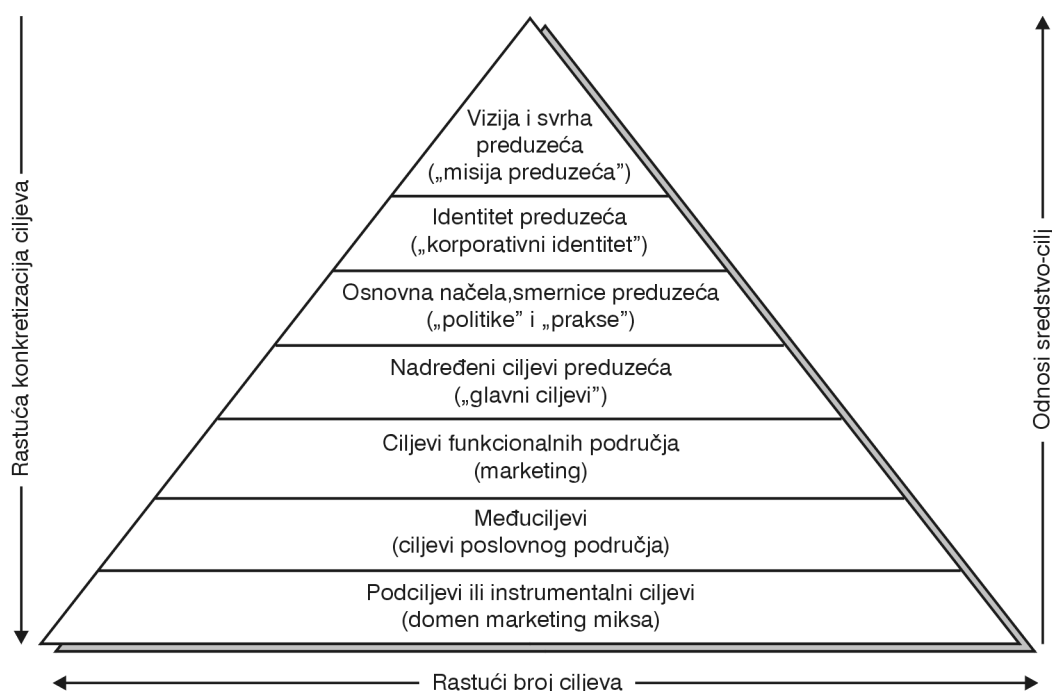 Vizija i svrha
preduzeća
(„misija preduzeća”)
Identitet preduzeća
(„korporativni identitet”)
Osnovna načela,smernice preduzeća
(„politike” i „prakse”)
Nadređeni ciljevi preduzeća
(„glavni ciljevi”)
Ciljevi funkcionalnih područja
(marketing)
Međuciljevi
(ciljevi poslovnog područja)
Podciljevi ili instrumentalni ciljevi
(domen marketing miksa)
Rastuća konkretizacija ciljeva
Odnosi sredstvo-cilj
Rastući broj ciljeva